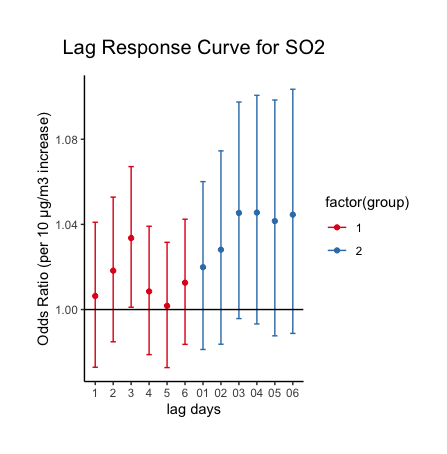 Lag Response Curve for SO2
Odds Ratio (per 10 µg/m3 increase)
1.08
1.04
1.00
1 2 3 4 5 6 01 02 03 04 05 06
lag days
factor(group)
1
2